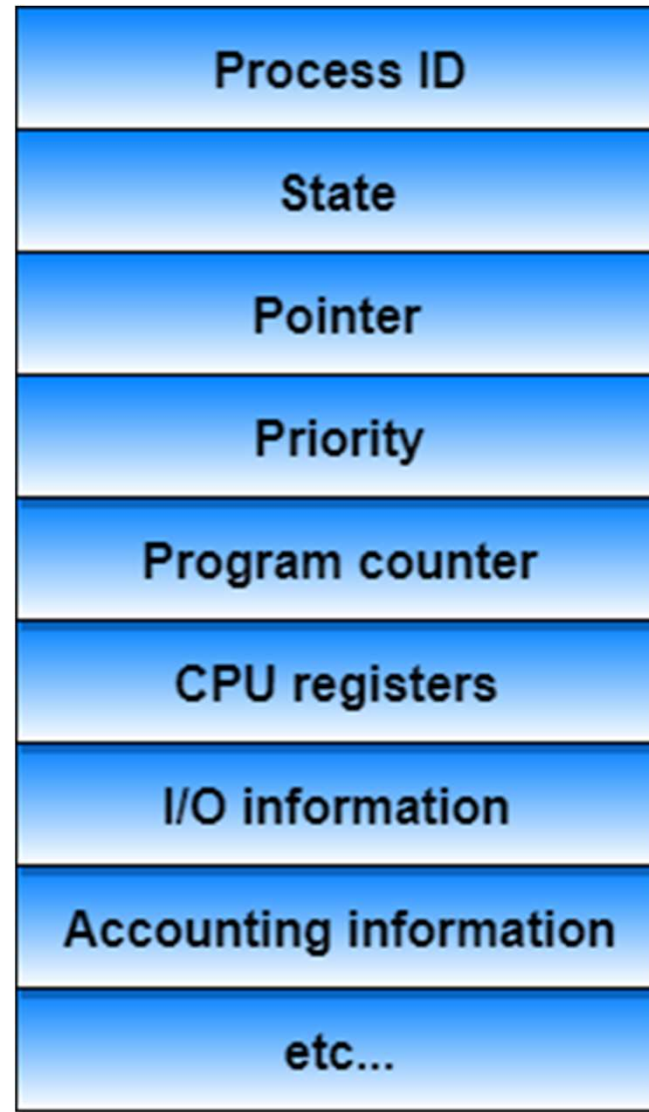 Process ID
State
Pointer
Priority
Program counter
CPU registers
I/O information
Accounting information
etc...